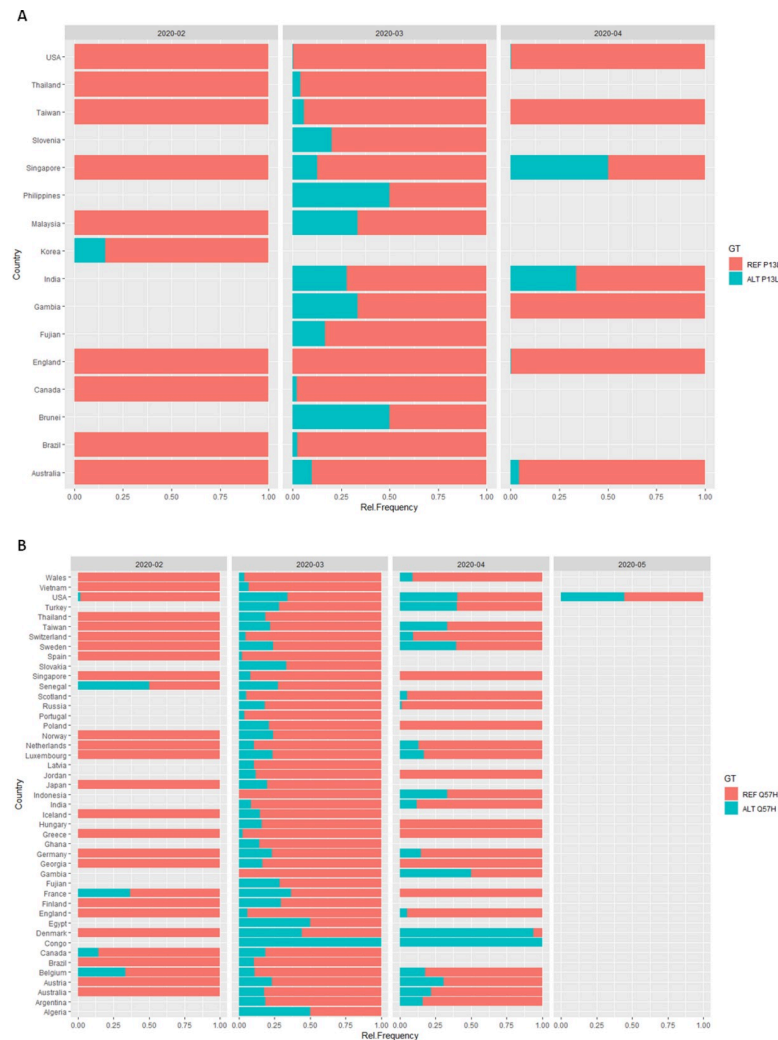 A
2020-02 2020-03 2020-04
USA
Thailand
Taiwan
Slovenia
Singapore
Philippines
Malaysia
Korea
India
Gambia
Fujian
England
Canada
Brunei
Brazil
Australia
Country
GT
REF P13l
ALT P13L
0.00 0.25 0.50 0.75 1.00 0.00 0.25 0.50 0.75 1.00 0.00 0.25 0.50 0.75 1.00
Rel.Frequency
B
2020-02 2020-03 2020-04 2020-05
Wales
Vietnam
USA
Turkey
Thailand
Taiwan
Switzerland
Sweden
Spain
Slovakia
Singapore
Senegal
Scotland
Russia
Portugal
Poland
Norway
Netherlands
Luxembourg
Latvia
Jordan
Japan
Indonesia
India
Iceland
Hungary
Greece
Ghana
Germany
Georgia
Gambia
Fujian
France
Finland
England
Egypt
Denmark
Congo
Canada
Brazil
Belgium
Austria
Australia
Argentina
Algeria
Country
GT
REF Q57H
ALT Q57H
0.00 0.25 0.50 0.75 1.00 0.00 0.25 0.50 0.75 1.00 0.00 0.25 0.50 0.75 1.00 0.00 0.25 0.50 0.75 1.00
Rel.Frequency